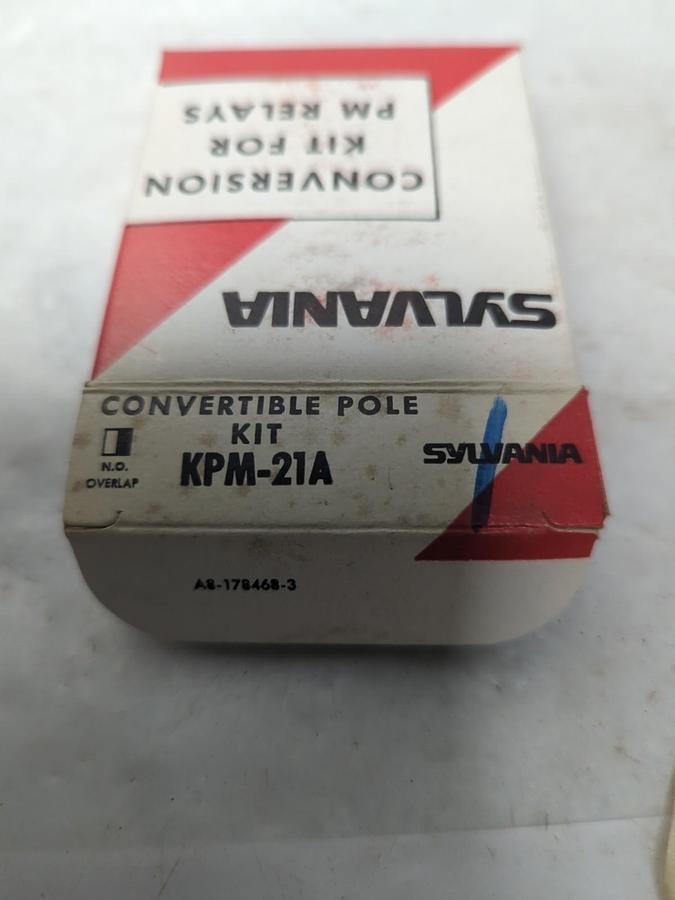 CONVERSION
KIT FOR
PM RELAYS
SYLVANIA
CONVERTIBLE POLE
KIT
KPM-21A
N.O.
OVERLAP
SYLVANIA
A8-178468-3